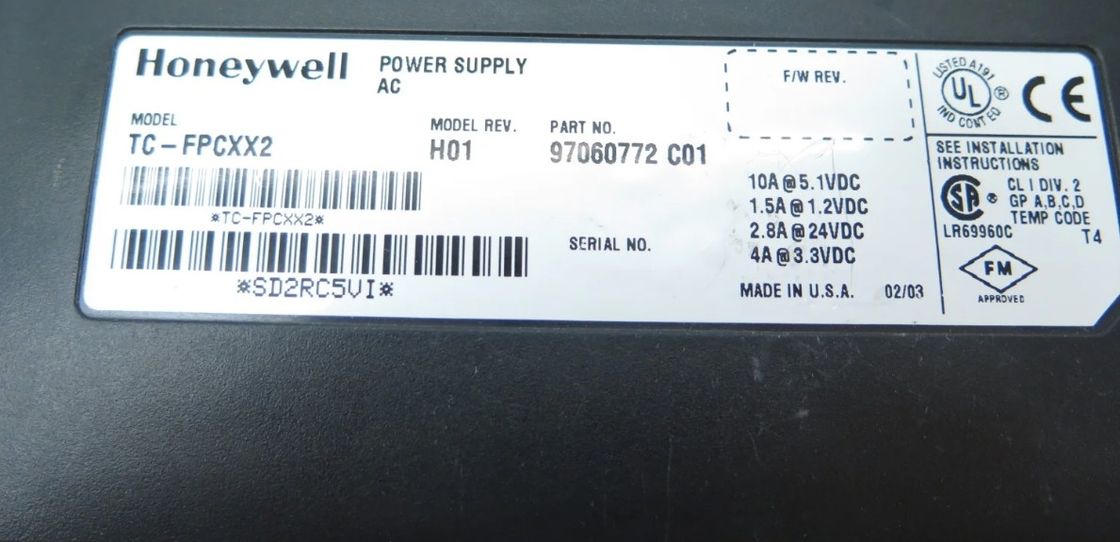 Honeywell
POWER SUPPLY
AC
MODEL
TC-FPCXX2
*TC-FPCXX2*
*SD2RC5VI*
MODEL REV.
H01
PART NO.
97060772 C01
SERIAL NO.
F/W REV.
10A@5.1VDC
1.5A@1.2VDC
2.8A@24VDC
4A@3.3VDC
MADE IN U.S.A. 02/03
LISTED A191
UL ®
IND CONT EQ
CE
SEE INSTALLATION
INSTRUCTIONS
SA ®
CL I DIV. 2
GP A,B,C,D
TEMP CODE
T4
LR69960C
FM
APPROVED